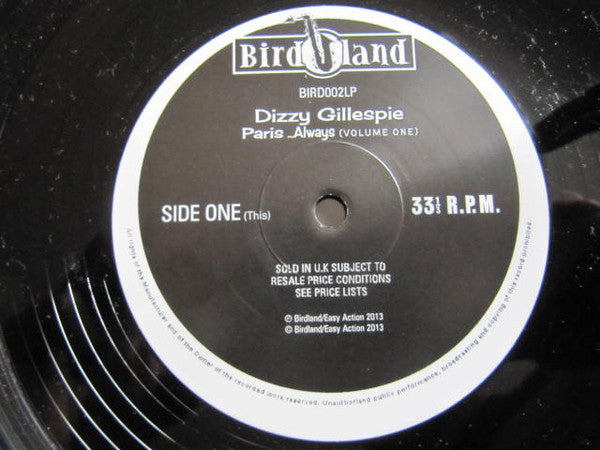 Birdland
BIRD002LP
Dizzy Gillespie
Paris ...Always (VOLUME ONE)
SIDE ONE (This)
33⅓ R.P.M.
SOLD IN U.K SUBJECT TO
RESALE PRICE CONDITIONS
SEE PRICE LISTS
℗ Birdland/Easy Action 2013
© Birdland/Easy Action 2013
All rights of the Manufacturer and of the Owner of the recorded work reserved. Unauthorland public performance, broadcasting and copying of this record prohibited.